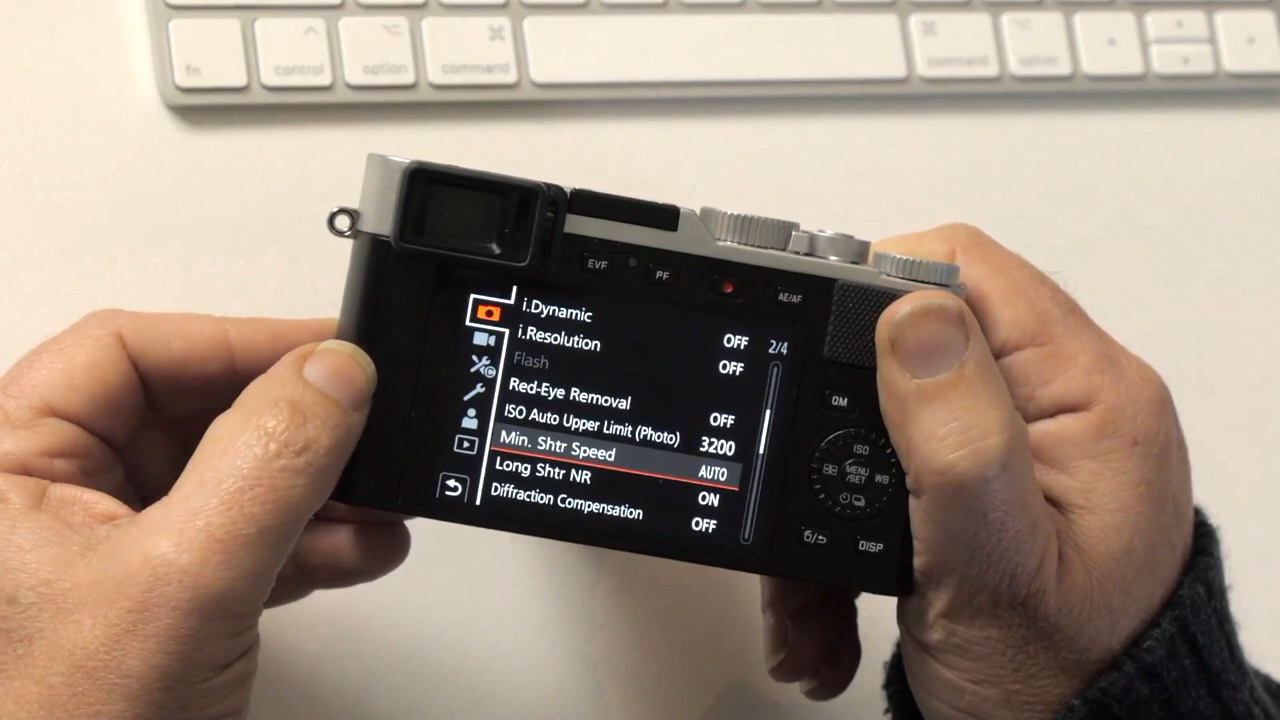 fn
control
option
command
command
option
EVF
PF
AE/AF
i.Dynamic OFF
i.Resolution OFF
2/4
Flash
Red-Eye Removal OFF
ISO Auto Upper Limit (Photo) 3200
Min. Shtr Speed AUTO
Long Shtr NR ON
Diffraction Compensation OFF
QM
ISO
MENU
/SET
WB
DISP